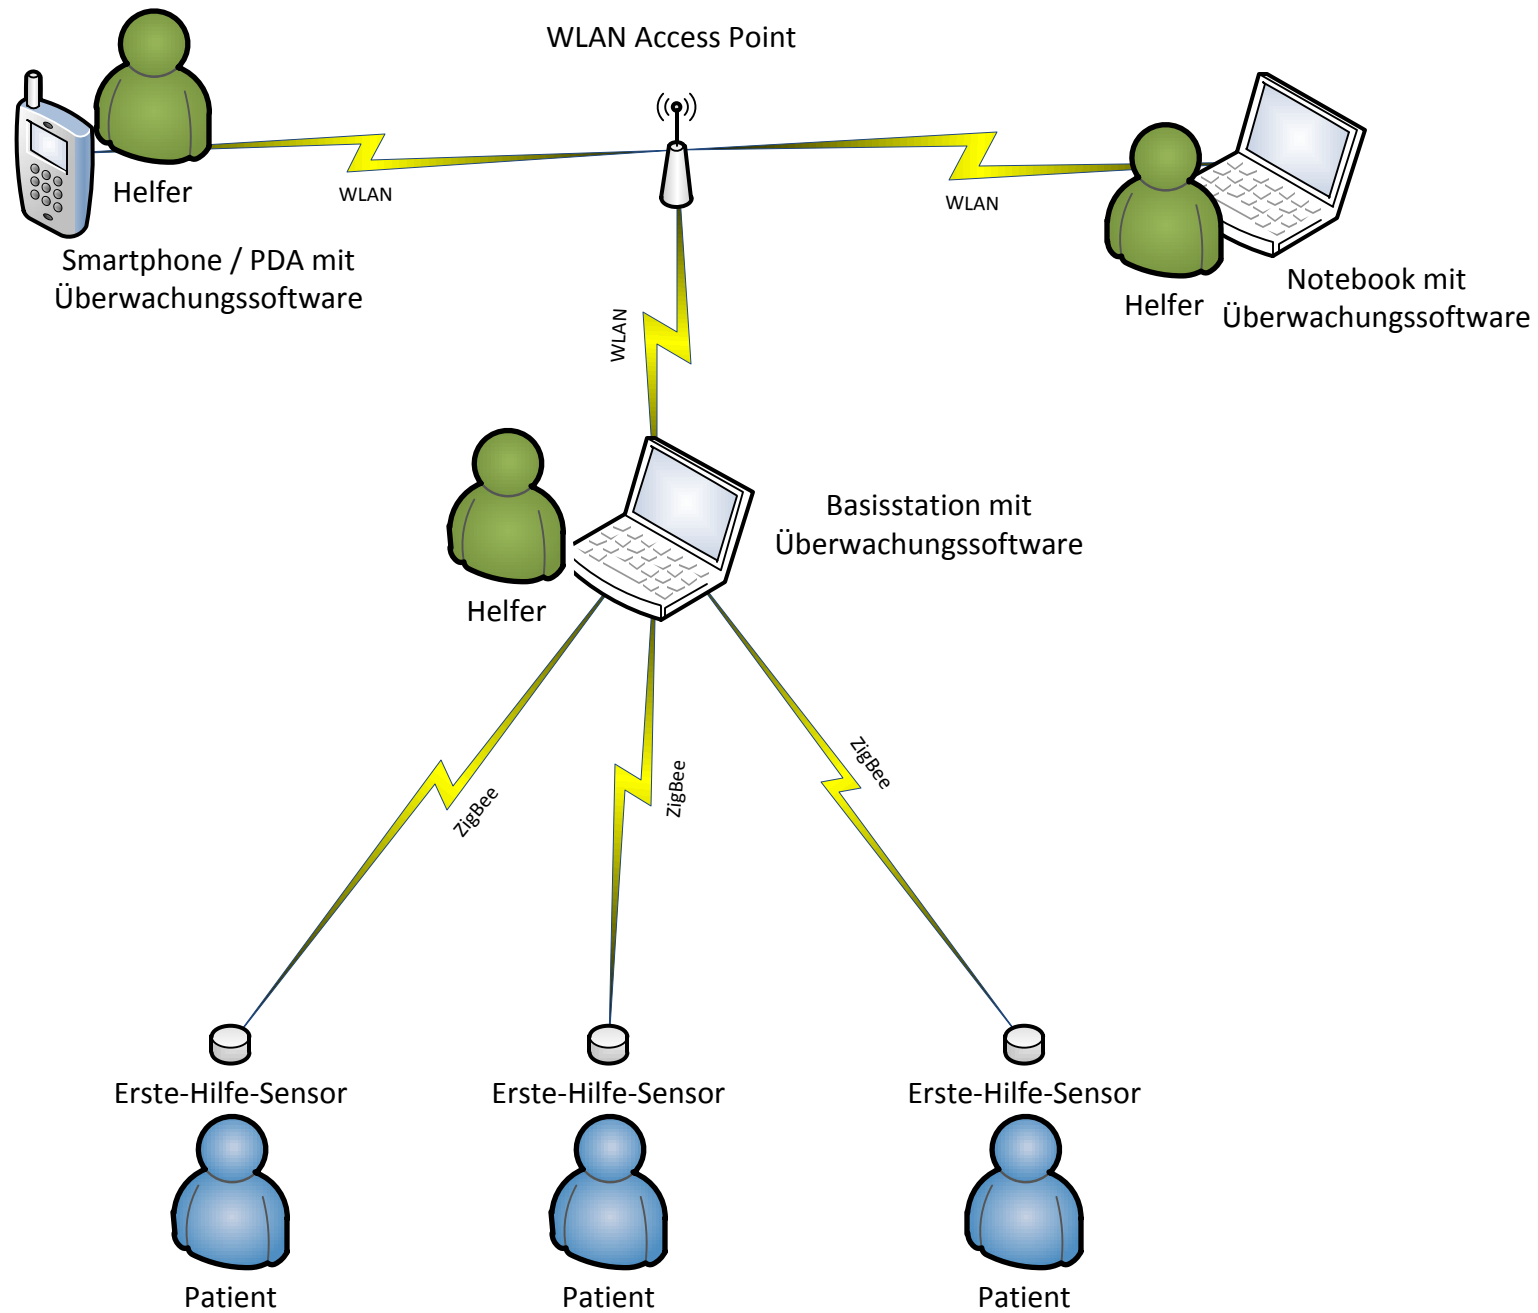 WLAN Access Point
Helfer
WLAN
WLAN
Smartphone / PDA mit
Überwachungssoftware
Helfer
Notebook mit
Überwachungssoftware
WLAN
Basisstation mit
Überwachungssoftware
Helfer
ZigBee
ZigBee
ZigBee
Erste-Hilfe-Sensor
Erste-Hilfe-Sensor
Erste-Hilfe-Sensor
Patient
Patient
Patient